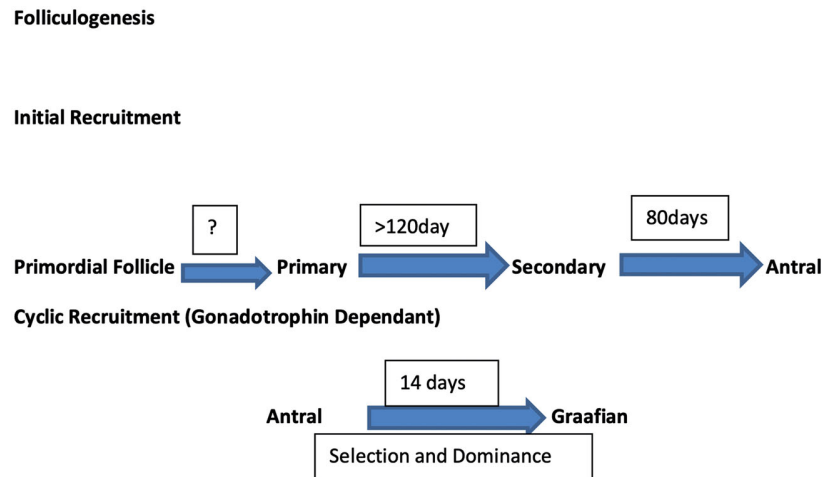 Folliculogenesis
Initial Recruitment
?
>120day
80days
Primordial Follicle
Primary
Secondary
Antral
Cyclic Recruitment (Gonadotrophin Dependant)
14 days
Antral
Graafian
Selection and Dominance